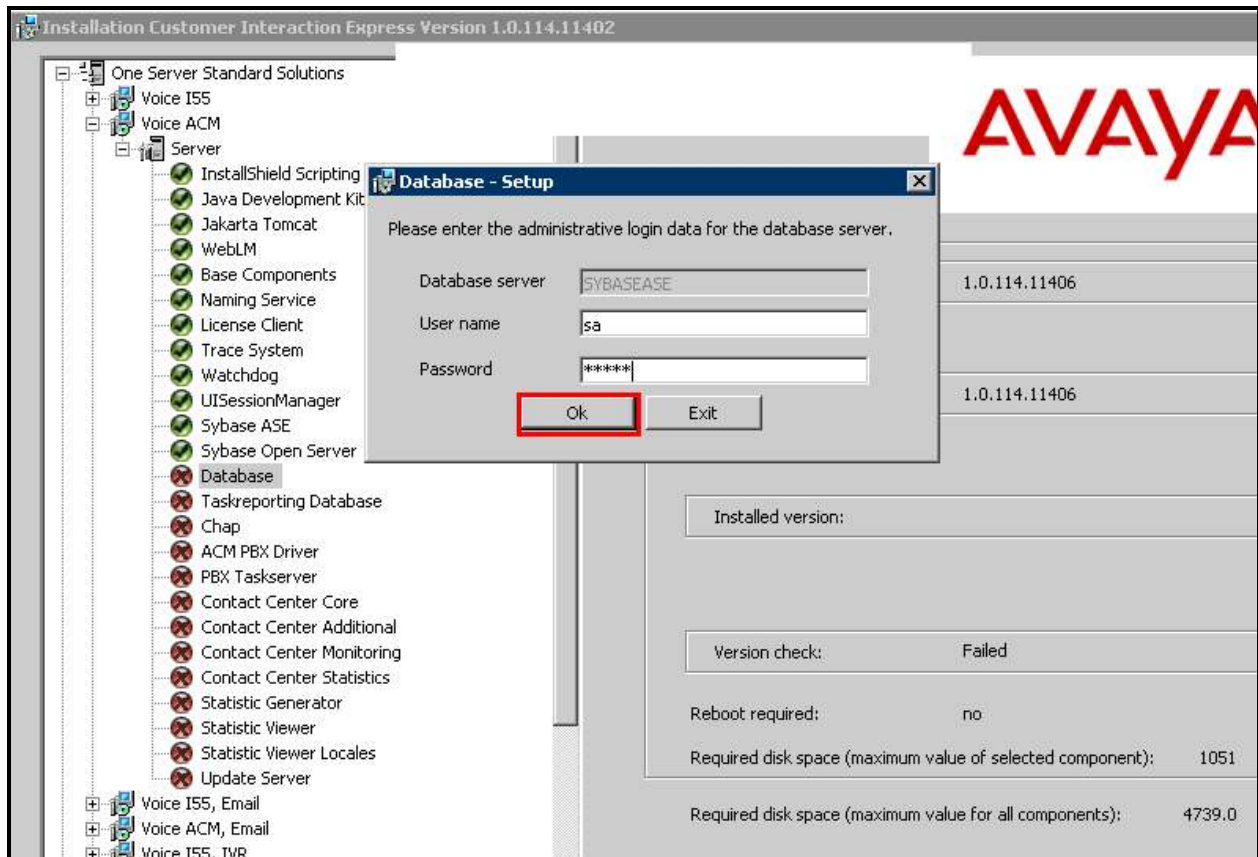 Installation Customer Interaction Express Version 1.0.114.11402
One Server Standard Solutions
Voice I55
Voice ACM
Server
InstallShield Scripting
Java Development Kit
Jakarta Tomcat
WebLM
Base Components
Naming Service
License Client
Trace System
Watchdog
UISessionManager
Sybase ASE
Sybase Open Server
Database
Taskreporting Database
Chap
ACM PBX Driver
PBX Taskserver
Contact Center Core
Contact Center Additional
Contact Center Monitoring
Contact Center Statistics
Statistic Generator
Statistic Viewer
Statistic Viewer Locales
Update Server
Voice I55, Email
Voice ACM, Email
Voice I55, IVR
AVAYA
Database - Setup
Please enter the administrative login data for the database server.
Database server SYBASEASE
User name sa
Password *****
Ok Exit
1.0.114.11406
1.0.114.11406
Installed version:
Version check: Failed
Reboot required: no
Required disk space (maximum value of selected component): 1051
Required disk space (maximum value for all components): 4739.0